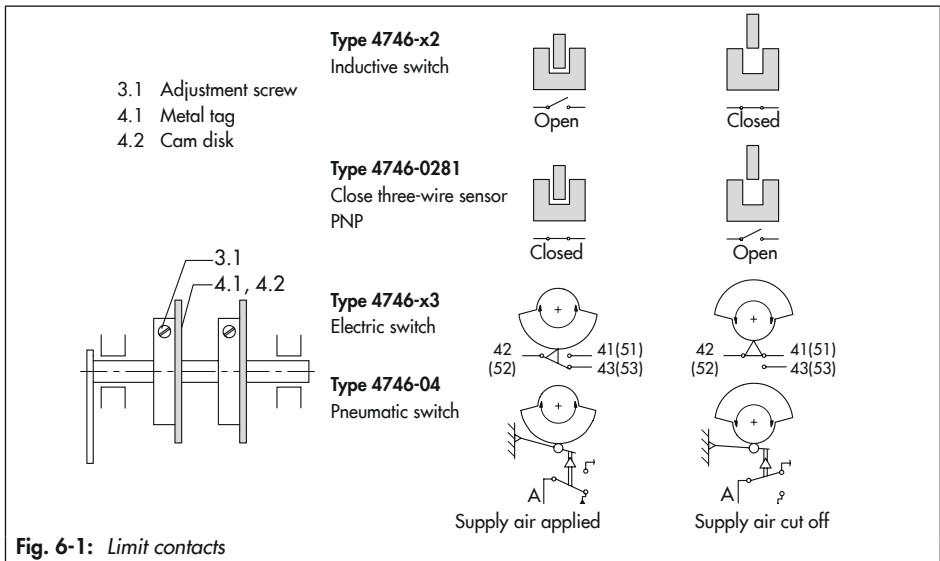 Type 4746-x2
Inductive switch
3.1 Adjustment screw
4.1 Metal tag
4.2 Cam disk
Open
Closed
Type 4746-0281
Close three-wire sensor
PNP
Closed
Open
3.1
4.1, 4.2
Type 4746-x3
Electric switch
42
(52)
41(51)
43(53)
42
(52)
41(51)
43(53)
Type 4746-04
Pneumatic switch
A
A
Supply air applied
Supply air cut off
Fig. 6-1: Limit contacts